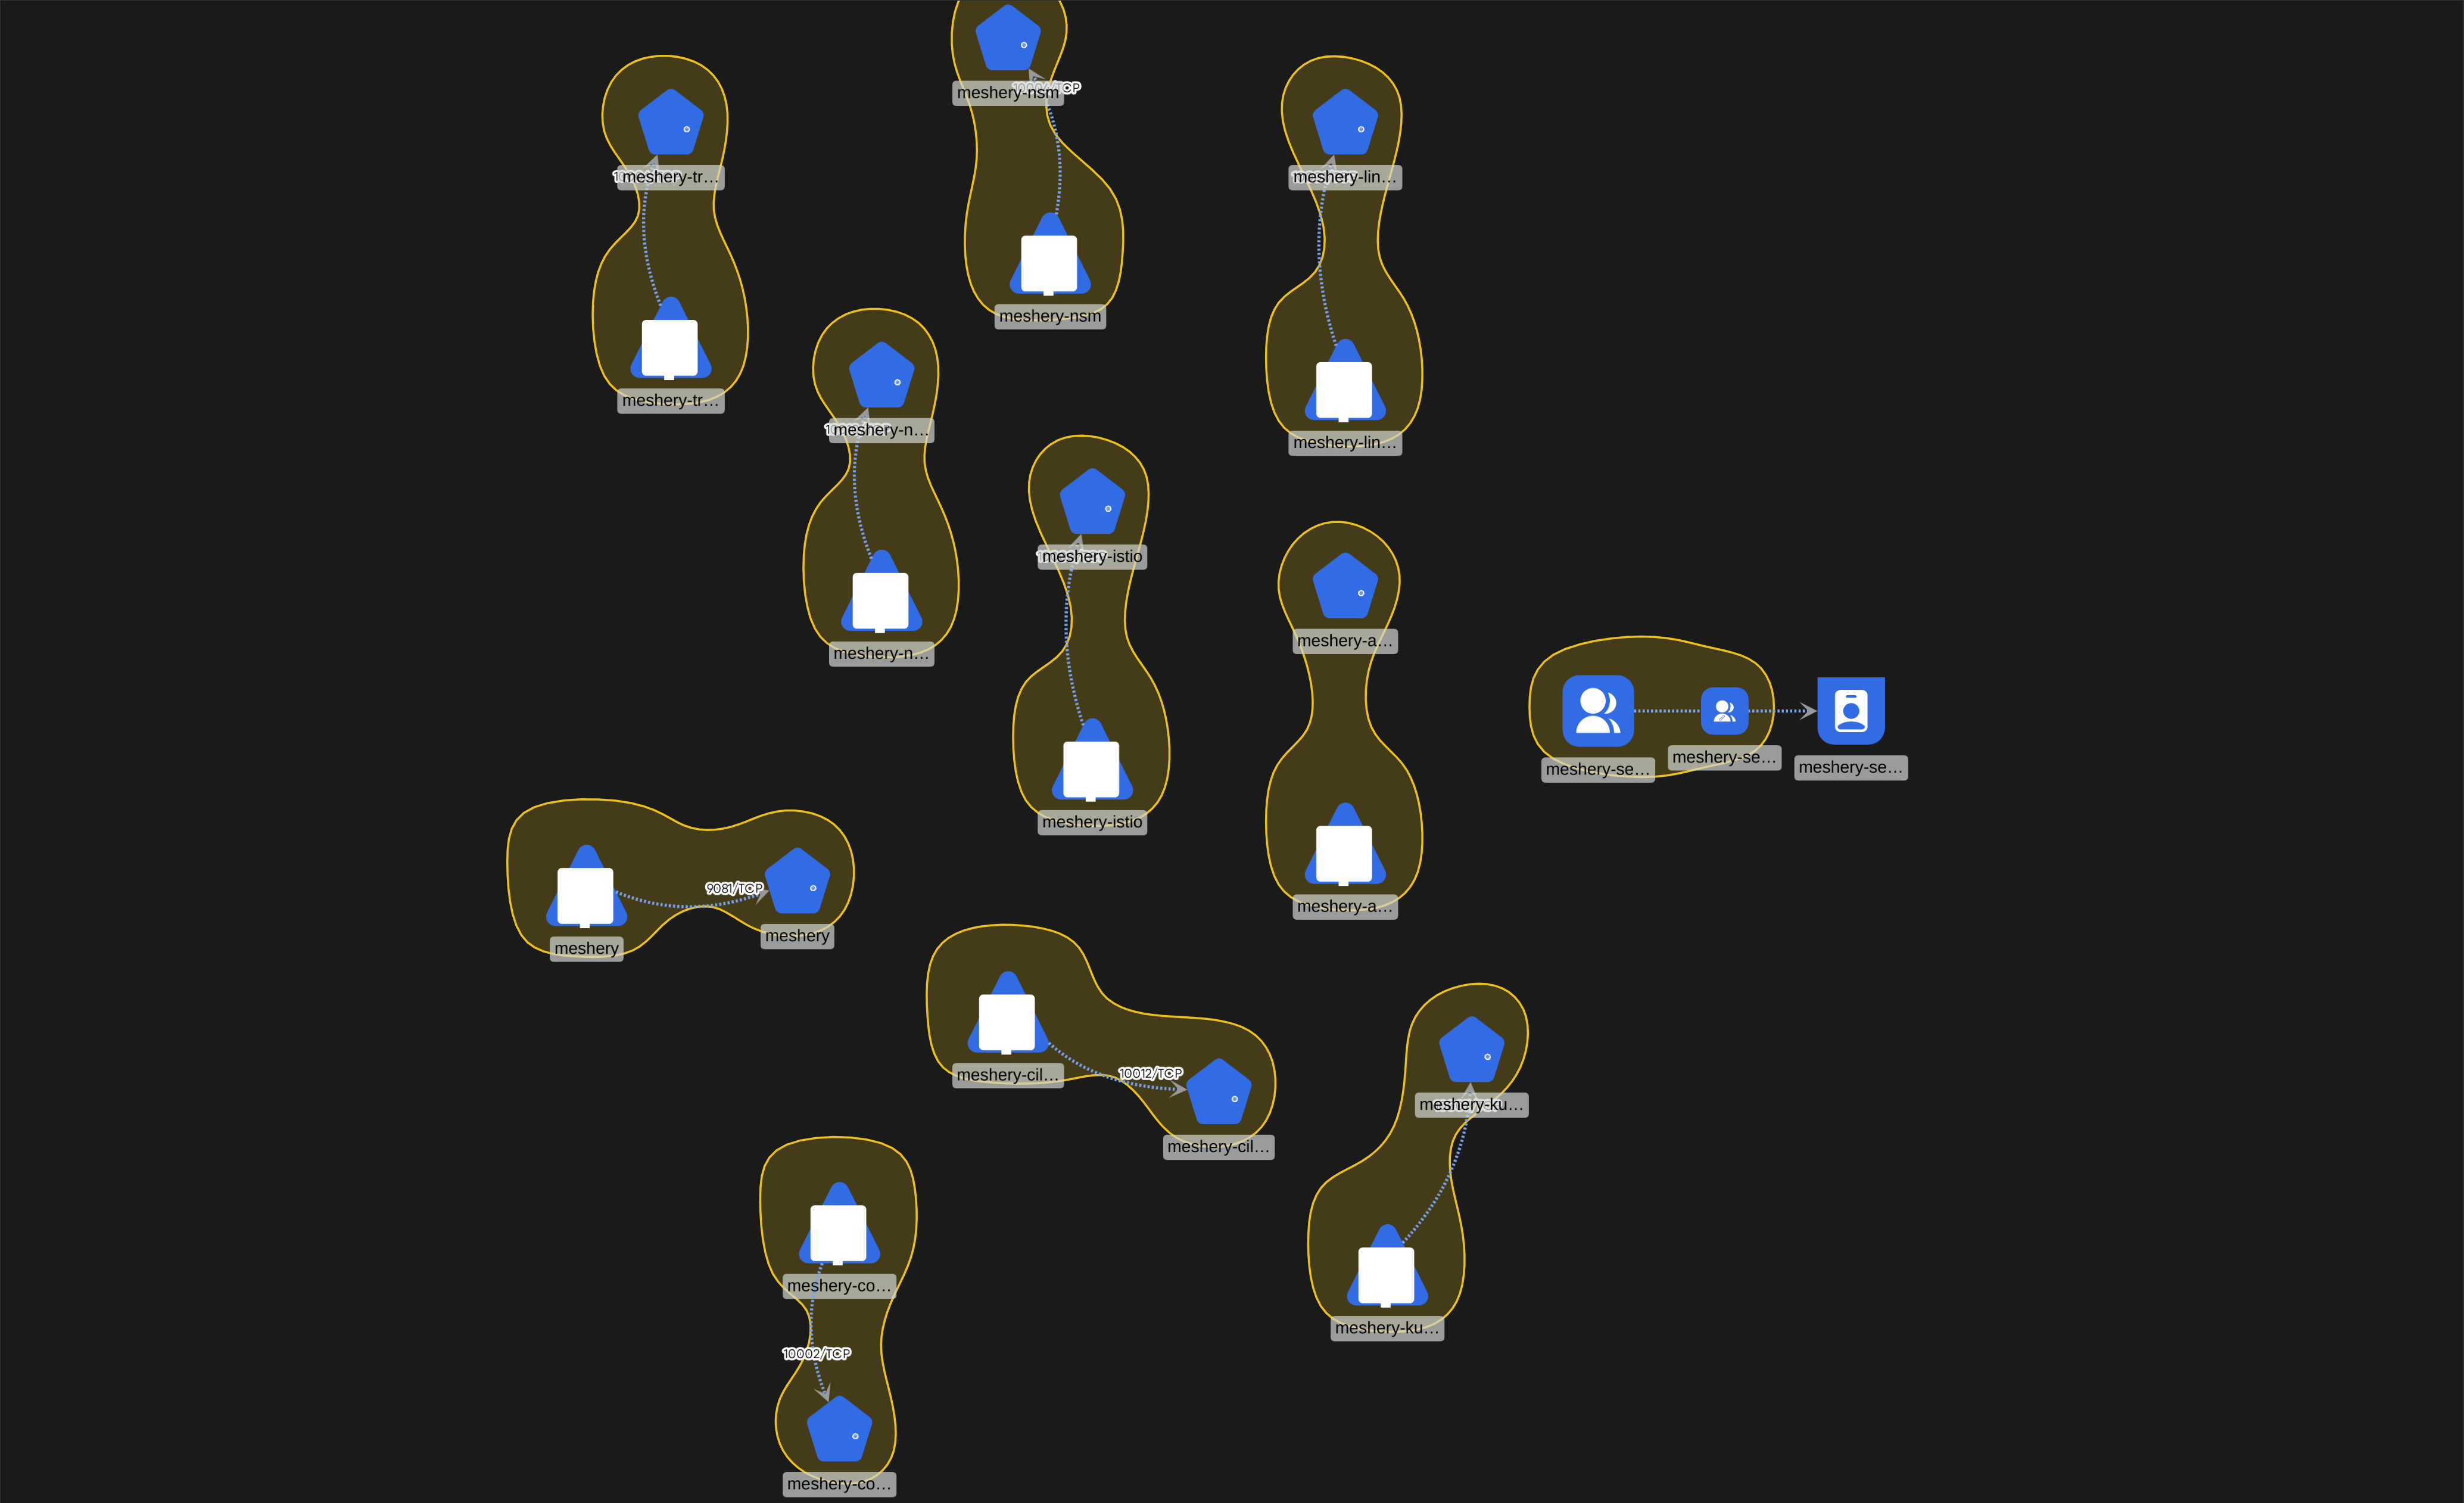 meshery-nsm
meshery-tr…
meshery-lin…
meshery-nsm
meshery-tr…
meshery-n…
meshery-lin…
meshery-istio
meshery-a…
meshery-n…
meshery-se…
meshery-se…
meshery-se…
meshery-istio
9081/TCP
meshery-a…
meshery
meshery
10012/TCP
meshery-cil…
meshery-ku…
meshery-cil…
meshery-co…
meshery-ku…
10002/TCP
meshery-co…